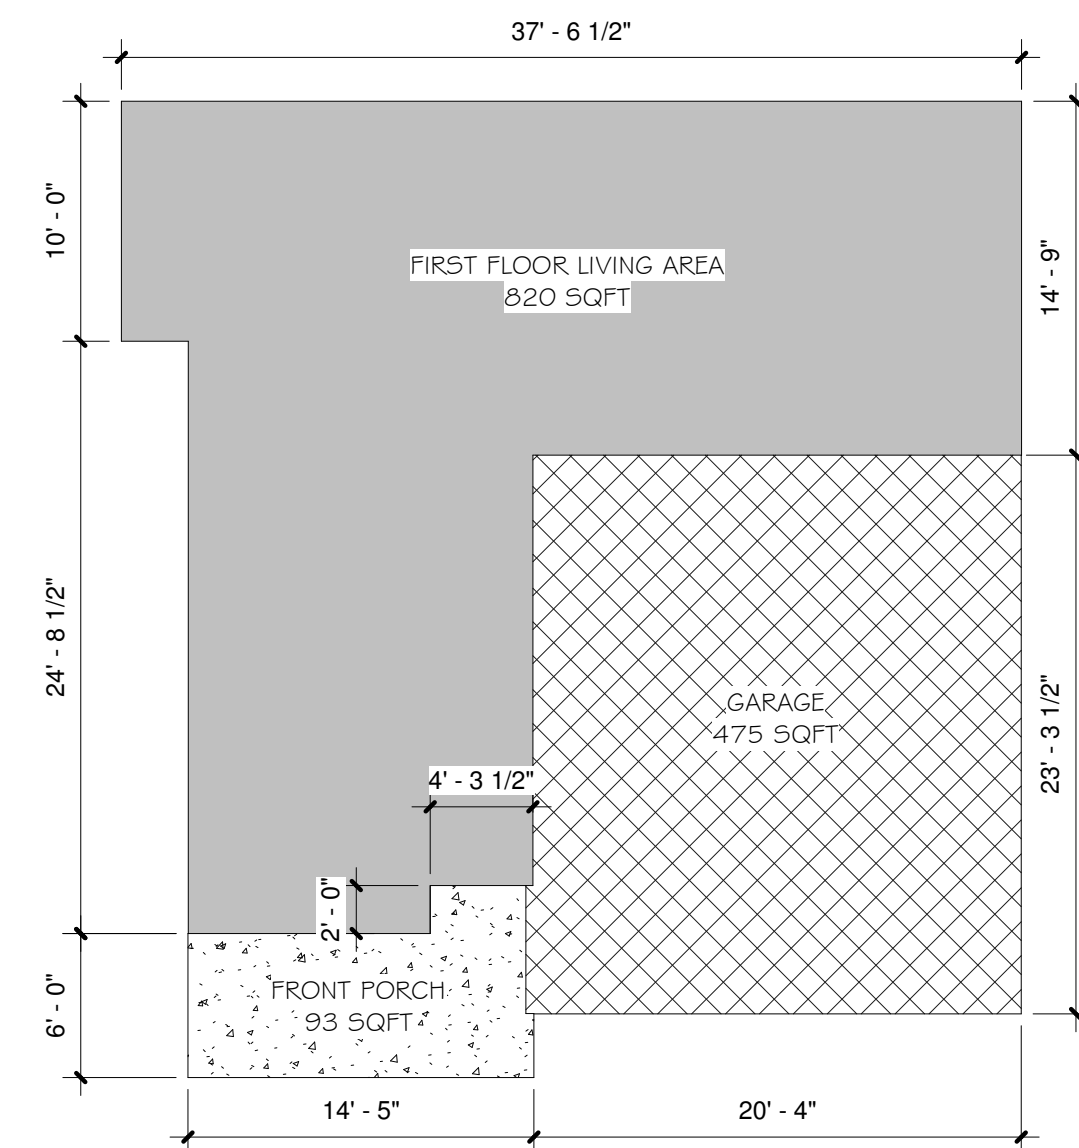 37' - 6 1/2"
10' - 0"
14' - 9"
FIRST FLOOR LIVING AREA
820 SQFT
24' - 8 1/2"
GARAGE
475 SQFT
23' - 3 1/2"
4' - 3 1/2"
2' - 0"
FRONT PORCH
93 SQFT
6' - 0"
14' - 5"
20' - 4"